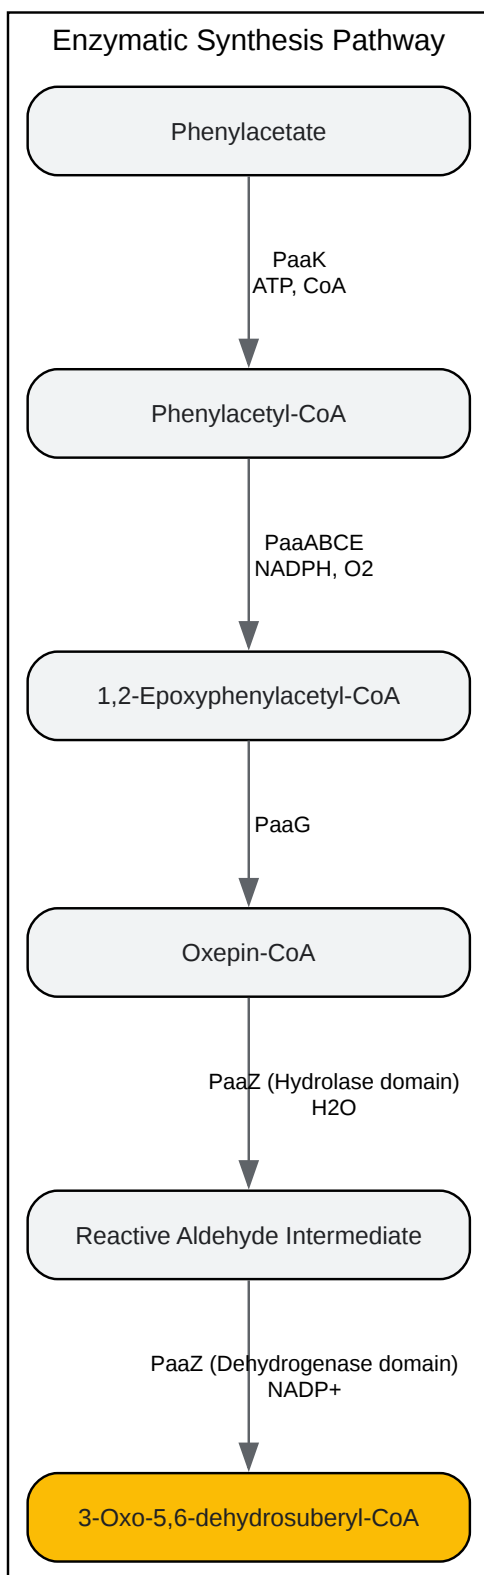 Enzymatic Synthesis Pathway
Phenylacetate
PaaK
ATP, CoA
Phenylacetyl-CoA
PaaABCE
NADPH, O2
1,2-Epoxyphenylacetyl-CoA
PaaG
Oxepin-CoA
PaaZ (Hydrolase domain)
H2O
Reactive Aldehyde Intermediate
PaaZ (Dehydrogenase domain)
NADP+
3-Oxo-5,6-dehydrosuberyl-CoA